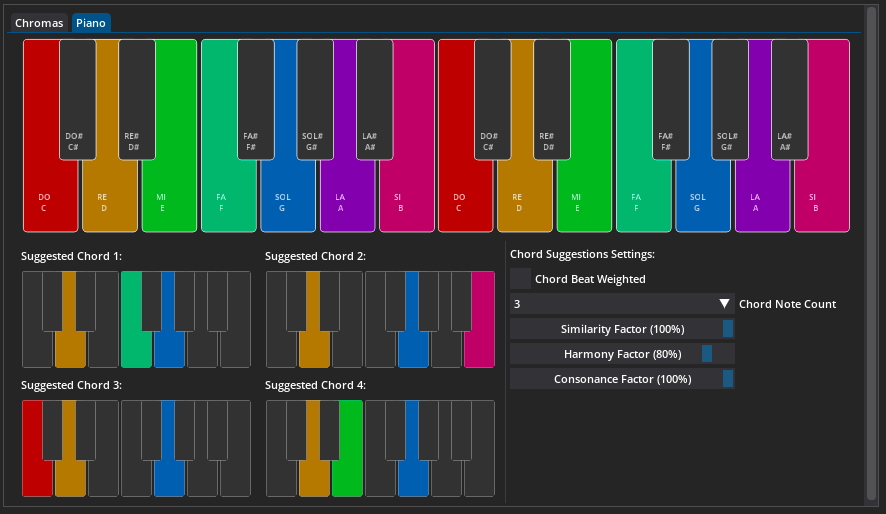 Chromas Piano
DO# RE# FA# SOL# LA# DO# RE# FA# SOL# LA#
C# D# F# G# A# C# D# F# G# A#
DO RE MI FA SOL LA SI DO RE MI FA SOL LA SI
C D E F G A B C D E F G A B
Suggested Chord 1:
Suggested Chord 2:
Suggested Chord 3:
Suggested Chord 4:
Chord Suggestions Settings:
Chord Beat Weighted
3 Chord Note Count
Similarity Factor (100%)
Harmony Factor (80%)
Consonance Factor (100%)